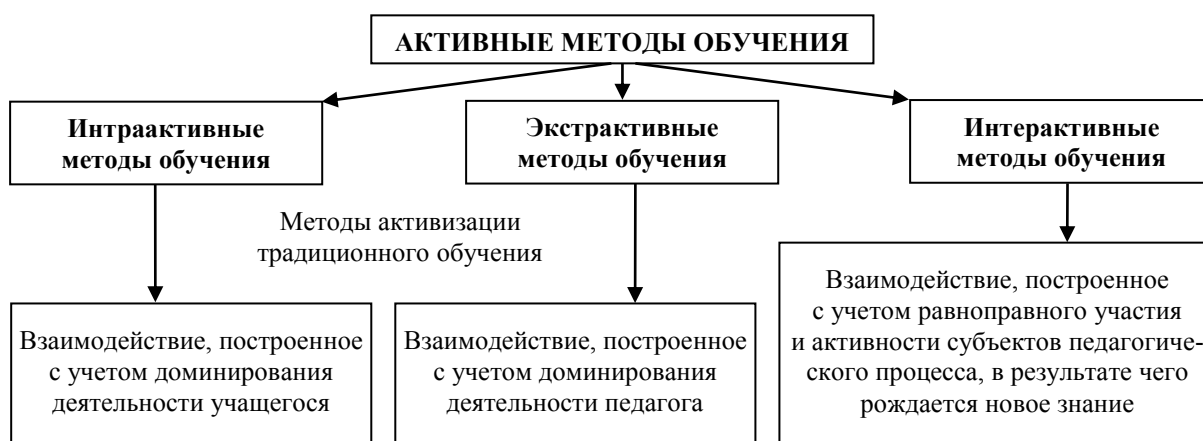 АКТИВНЫЕ МЕТОДЫ ОБУЧЕНИЯ
Интраактивные
методы обучения
Экстрактивные
методы обучения
Интерактивные
методы обучения
Методы активизации
традиционного обучения
Взаимодействие, построенное
с учетом доминирования
деятельности учащегося
Взаимодействие, построенное
с учетом доминирования
деятельности педагога
Взаимодействие, построенное
с учетом равноправного участия
и активности субъектов педагогиче-
ского процесса, в результате чего
рождается новое знание